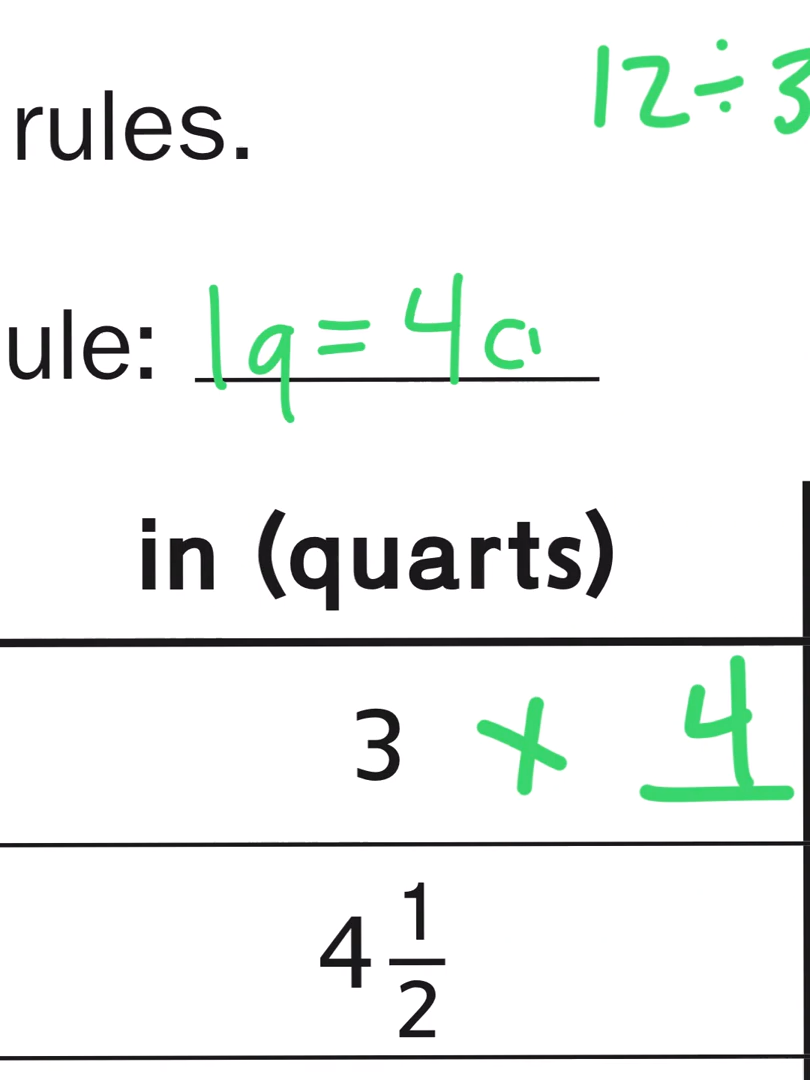 12÷3
rules.
ule: 1q = 4c
in (quarts)
3 × 4
4 1/2